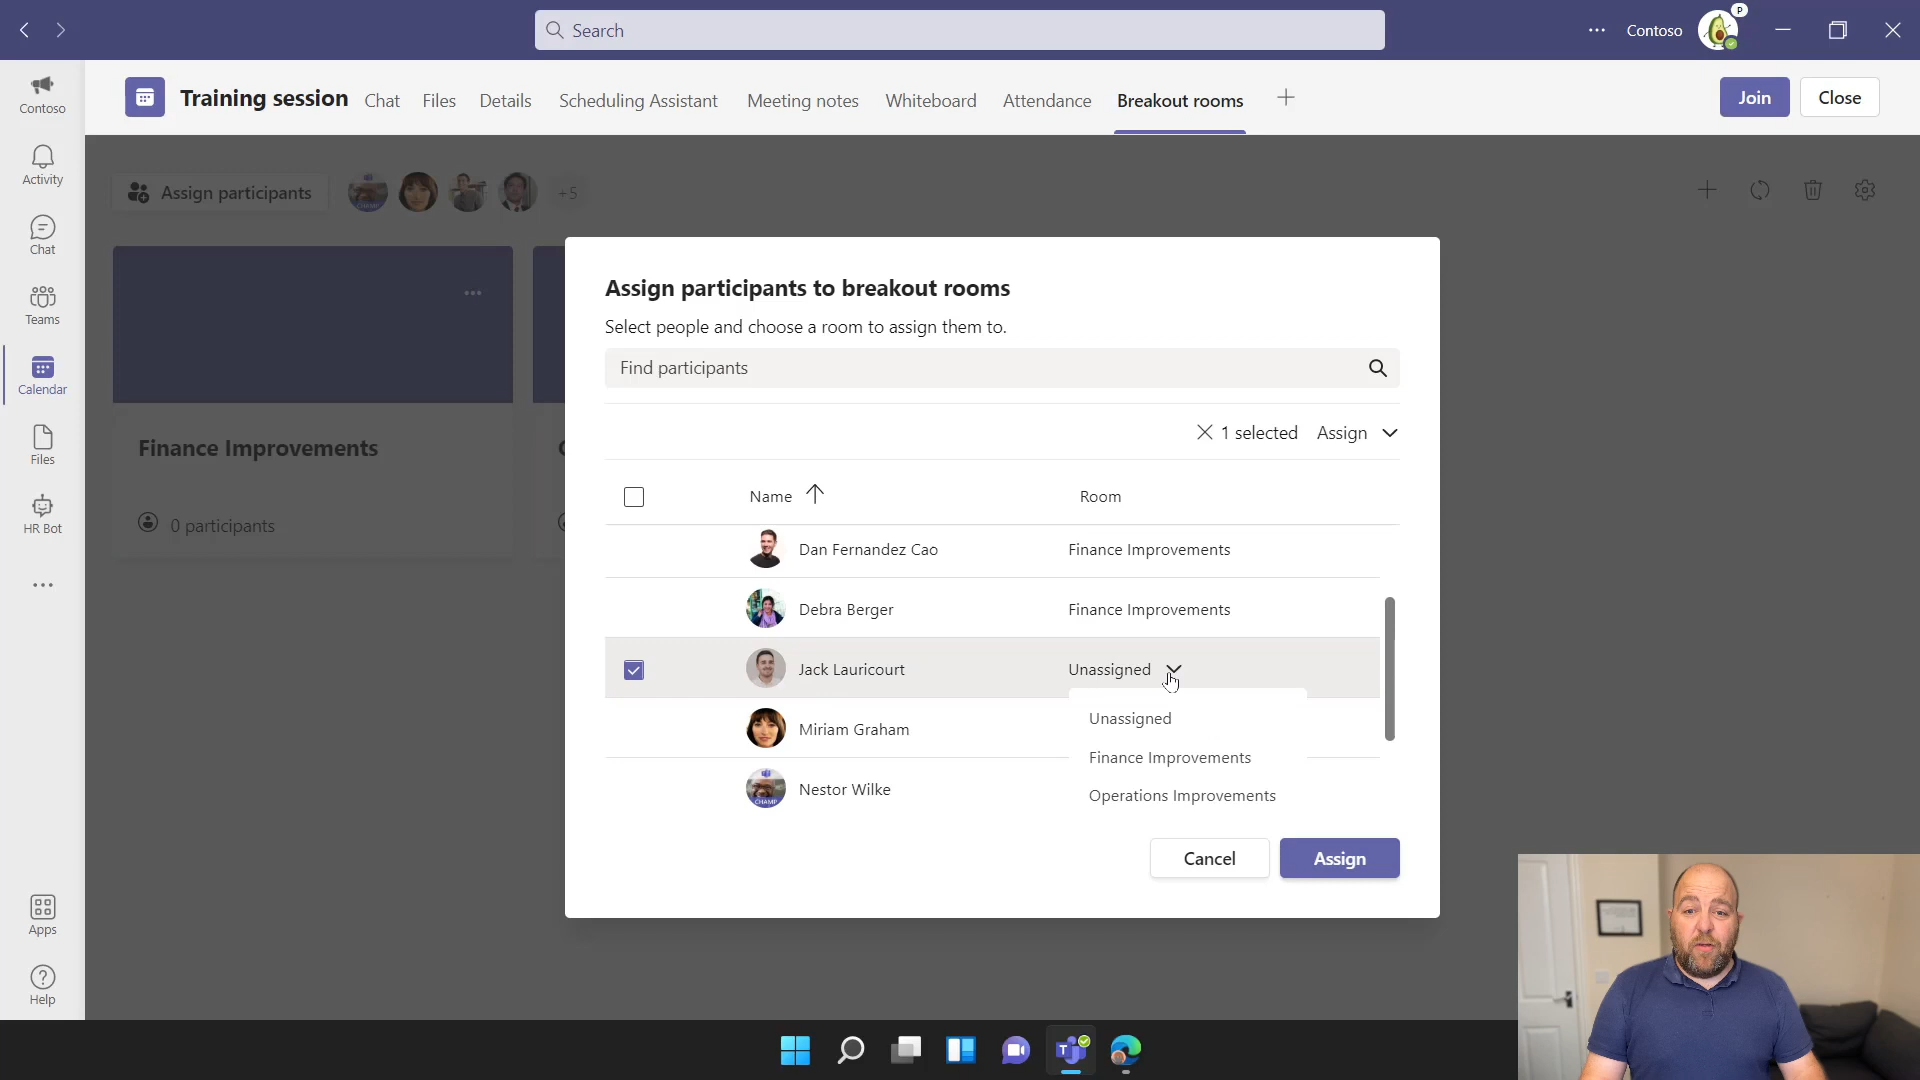 Search
Contoso
P
Contoso
Training session
Chat
Files
Details
Scheduling Assistant
Meeting notes
Whiteboard
Attendance
Breakout rooms
Join
Close
Activity
Chat
Teams
Calendar
Files
HR Bot
Apps
Help
Assign participants
+5
Finance Improvements
0 participants
Assign participants to breakout rooms
Select people and choose a room to assign them to.
Find participants
1 selected
Assign
Name
Room
Dan Fernandez Cao
Finance Improvements
Debra Berger
Finance Improvements
Jack Lauricourt
Unassigned
Miriam Graham
Nestor Wilke
CHAMP
Unassigned
Finance Improvements
Operations Improvements
Cancel
Assign